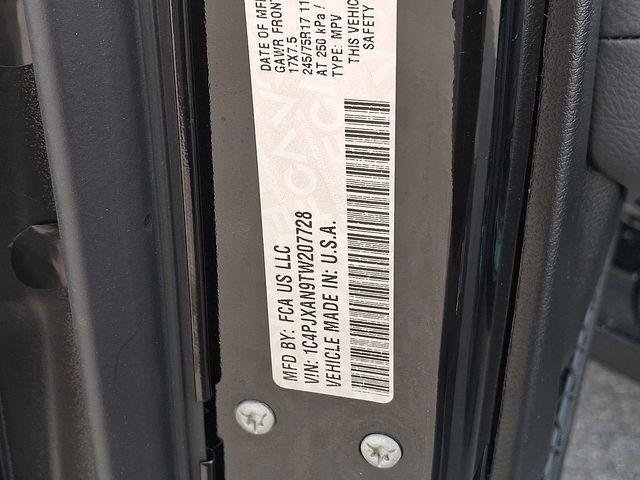 DATE OF MFR
GAWR FRONT
17X7.5
245/75R17 11
AT 250 kPa /
TYPE: MPV
THIS VEHIC
SAFETY
MFD BY: FCA US LLC
VIN: 1C4PJXAN9TW207728
VEHICLE MADE IN: U.S.A.